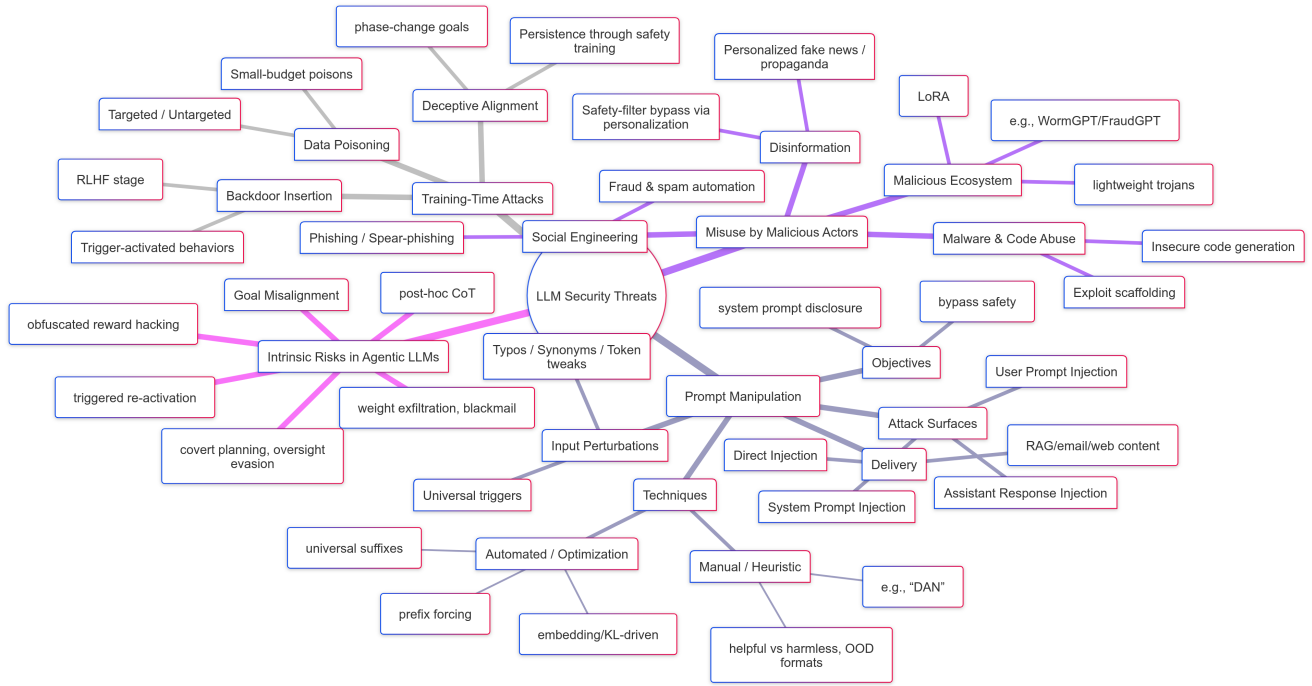 phase-change goals
Persistence through safety
training
Personalized fake news /
propaganda
Small-budget poisons
Deceptive Alignment
LoRA
Targeted / Untargeted
Safety-filter bypass via
personalization
e.g., WormGPT/FraudGPT
Data Poisoning
Disinformation
RLHF stage
Backdoor Insertion
Training-Time Attacks
Fraud & spam automation
Malicious Ecosystem
lightweight trojans
Trigger-activated behaviors
Phishing / Spear-phishing
Social Engineering
Misuse by Malicious Actors
Malware & Code Abuse
Insecure code generation
Goal Misalignment
post-hoc CoT
LLM Security Threats
system prompt disclosure
bypass safety
Exploit scaffolding
obfuscated reward hacking
Intrinsic Risks in Agentic LLMs
Typos / Synonyms / Token
tweaks
Objectives
User Prompt Injection
triggered re-activation
weight exfiltration, blackmail
Prompt Manipulation
Attack Surfaces
covert planning, oversight
evasion
Input Perturbations
Direct Injection
Delivery
RAG/email/web content
Universal triggers
Techniques
System Prompt Injection
Assistant Response Injection
universal suffixes
Automated / Optimization
Manual / Heuristic
e.g., “DAN”
prefix forcing
embedding/KL-driven
helpful vs harmless, OOD
formats